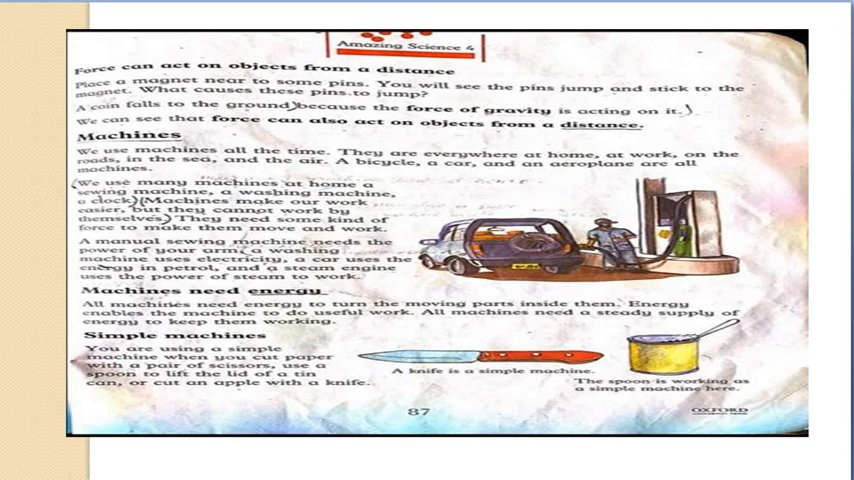 Amazing Science 4
Force can act on objects from a distance
Place a magnet near to some pins. You will see the pins jump and stick to the
magnet. What causes these pins to jump?
A coin falls to the ground) because the force of gravity is acting on it.)
We can see that force can also act on objects from a distance.
Machines
We use machines all the time. They are everywhere at home, at work, on the
roads, in the sea, and the air. A bicycle, a car, and an aeroplane are all
machines.
(We use many machines at home a
sewing machine, a washing machine,
a clock)(Machines make our work
easier, but they cannot work by
themselves) They need some kind of
force to make them move and work.
A manual sewing machine needs the
power of your arm, a washing
machine uses electricity, a car uses the
energy in petrol, and a steam engine
uses the power of steam to work.
Machines need energy
All machines need energy to turn the moving parts inside them. Energy
enables the machine to do useful work. All machines need a steady supply of
energy to keep them working.
Simple machines
You are using a simple
machine when you cut paper
with a pair of scissors, use a
spoon to lift the lid of a tin
can, or cut an apple with a knife.
A knife is a simple machine.
The spoon is working as
a simple machine here.
87
OXFORD